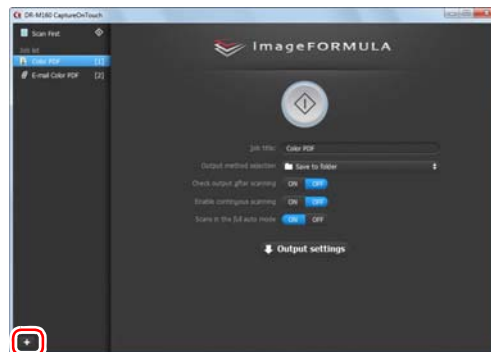 DR-M160 CaptureOnTouch
Scan First
Job list
Color PDF [1]
E-mail Color PDF [2]
imageFORMULA
Job title: Color PDF
Output method selection Save to folder
Check output after scanning ON OFF
Enable continuous scanning ON OFF
Scans in the full auto mode ON OFF
Output settings